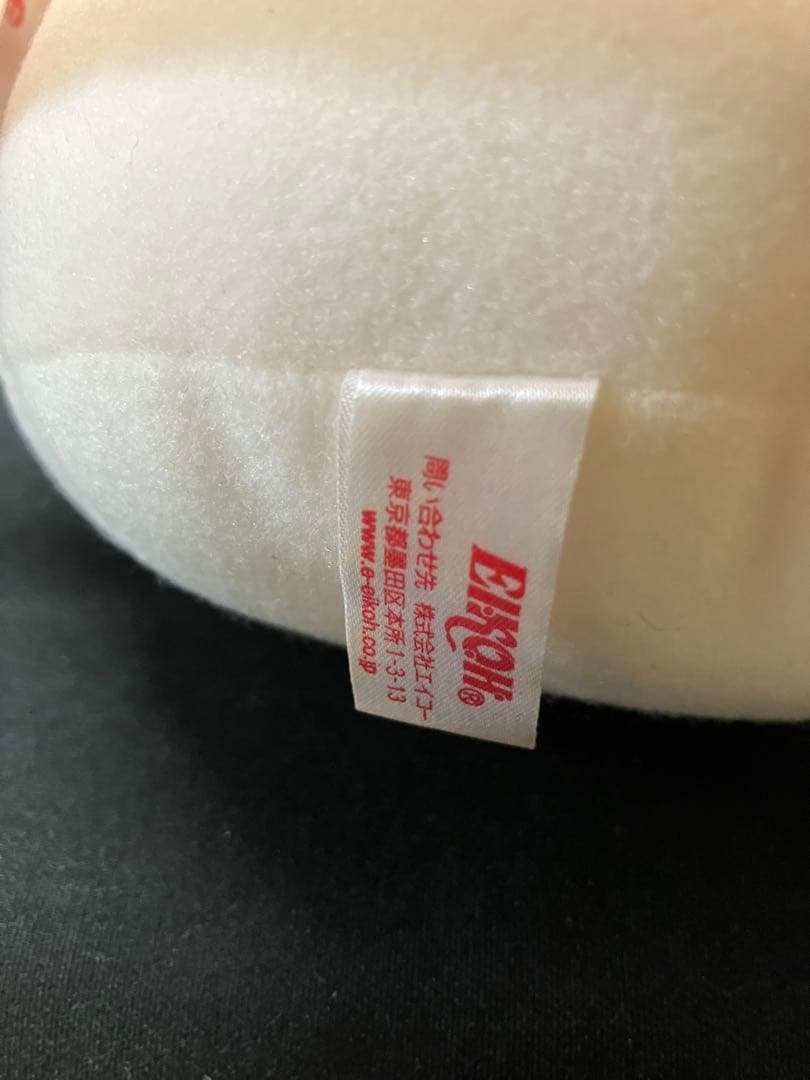 EIKOH®
問い合わせ先 株式会社エイコー
東京都墨田区本所1-3-13
www.e-eikoh.co.jp